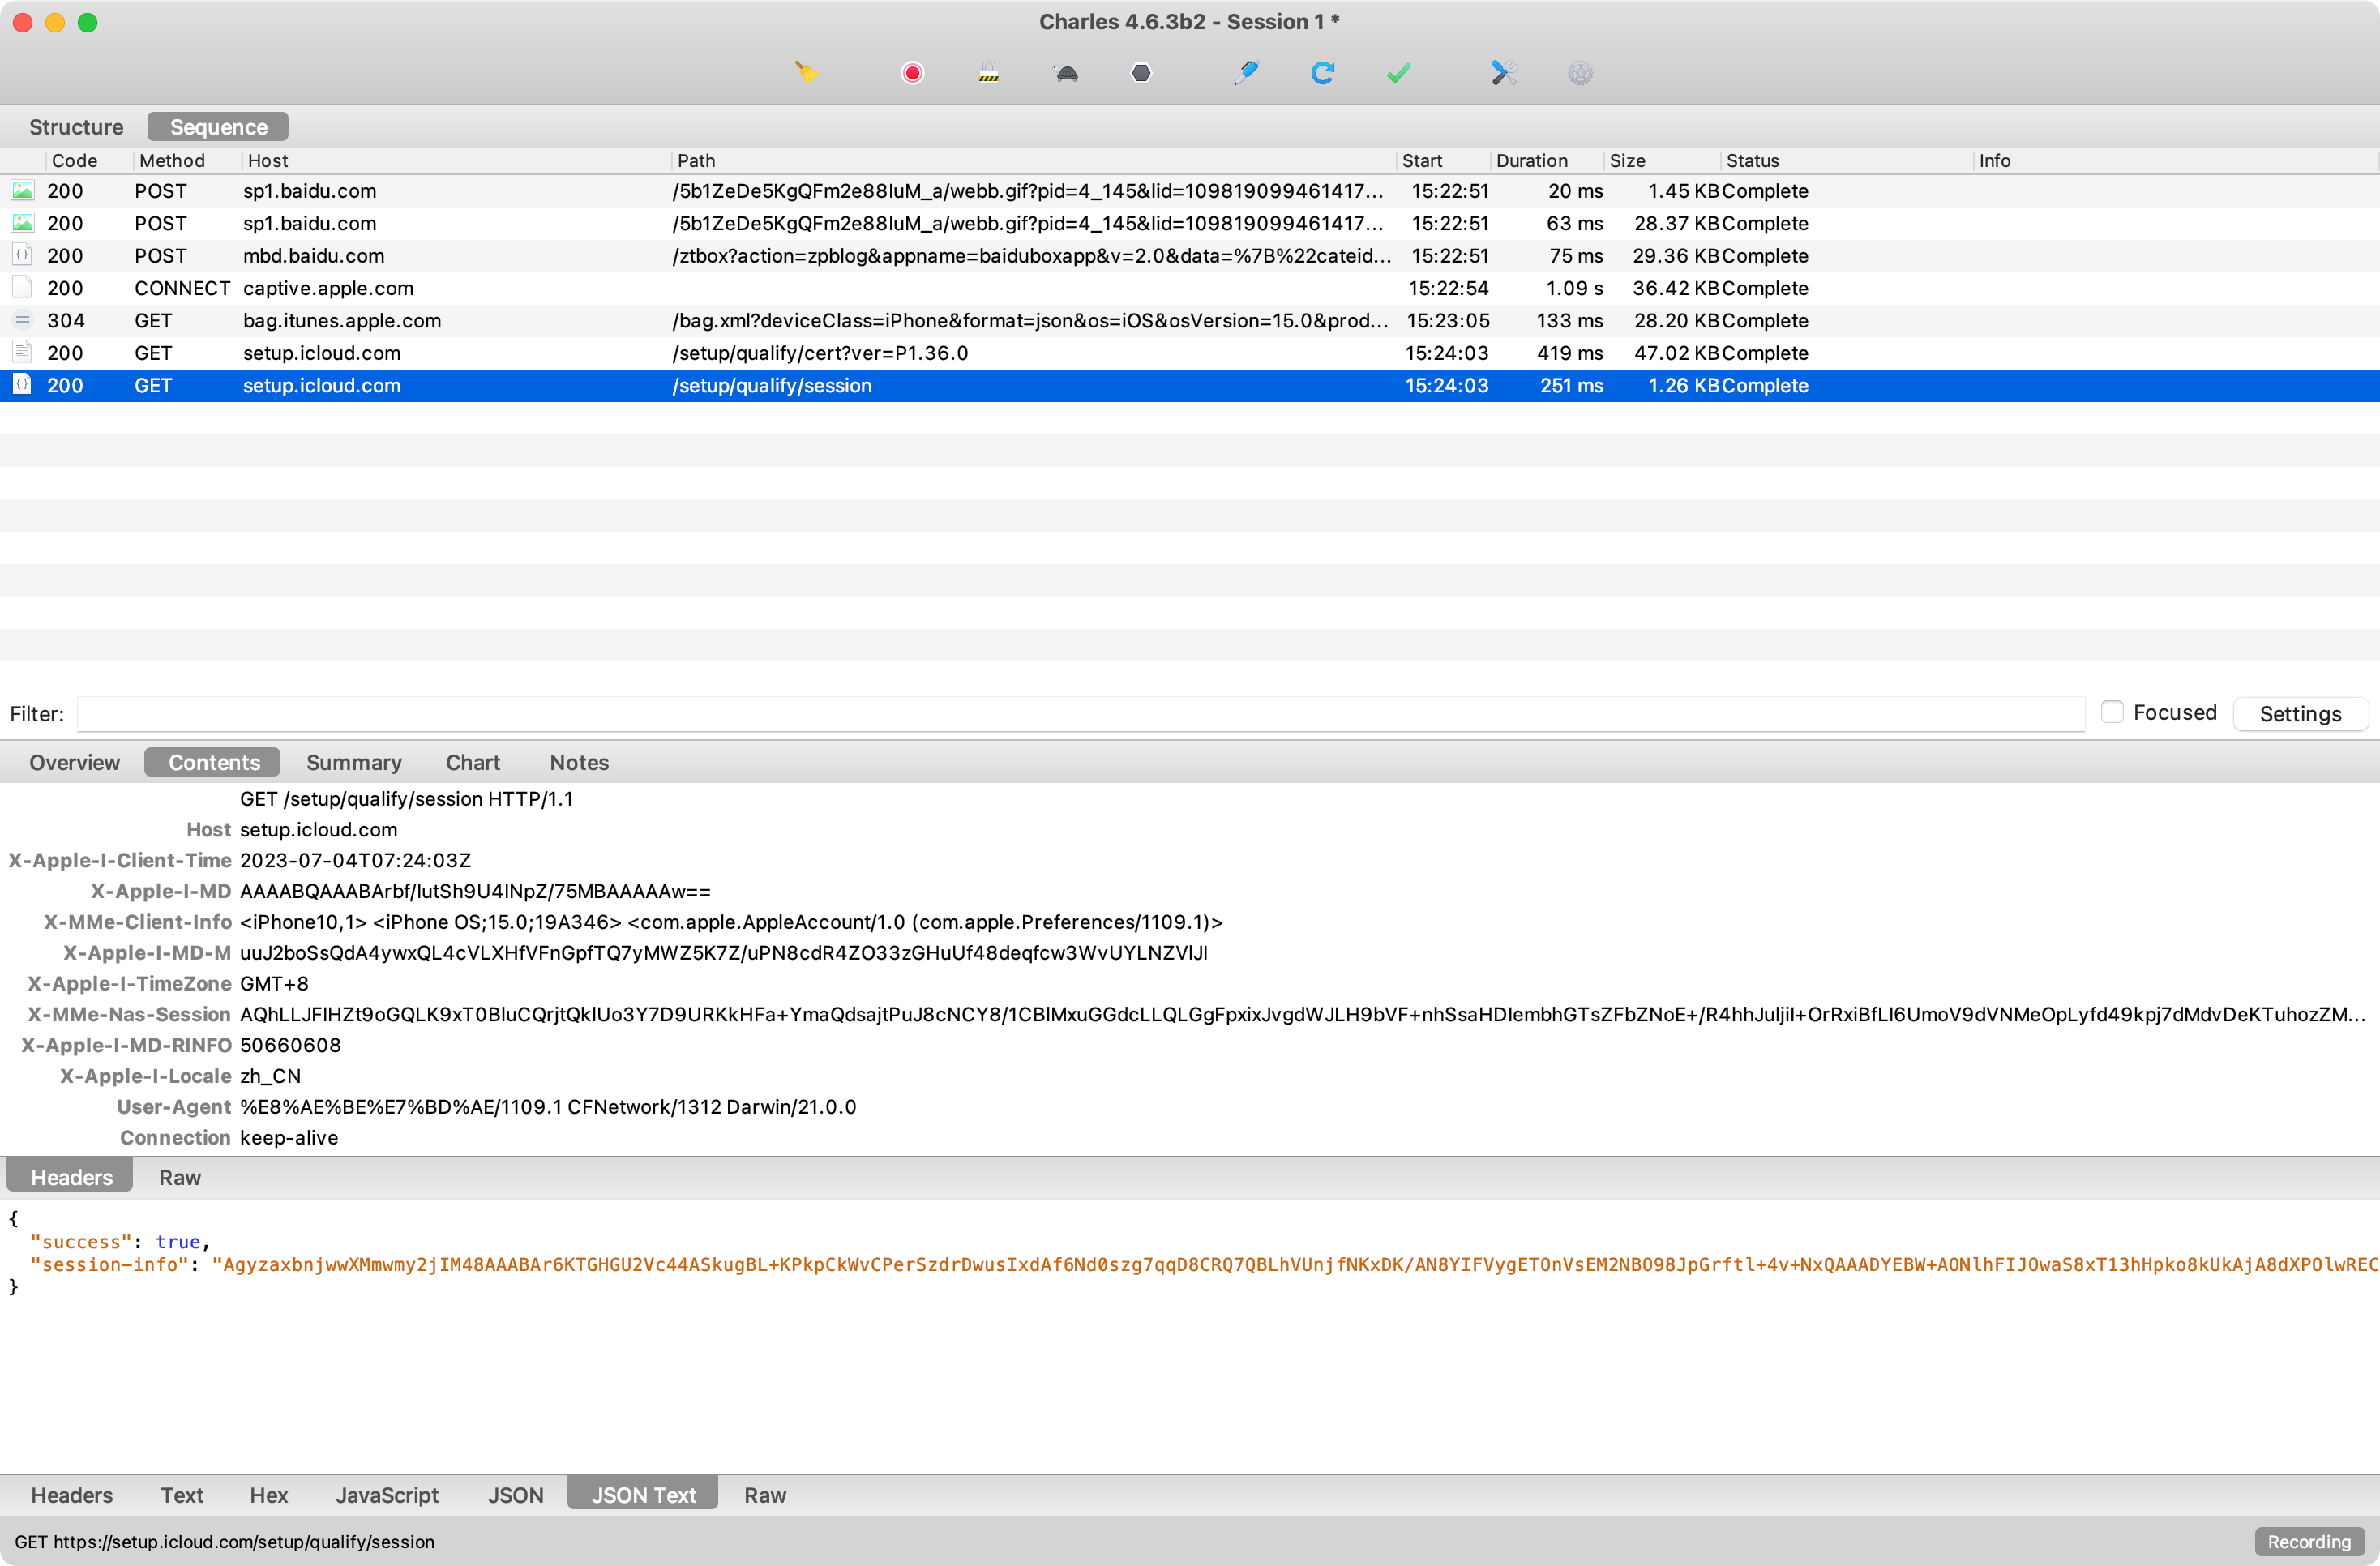 Charles 4.6.3b2 - Session 1 *
Structure Sequence
Code Method Host Path Start Duration Size Status Info
200 POST sp1.baidu.com /5b1ZeDe5KgQFm2e88IuM_a/webb.gif?pid=4_145&lid=109819099461417... 15:22:51 20 ms 1.45 KB Complete
200 POST sp1.baidu.com /5b1ZeDe5KgQFm2e88IuM_a/webb.gif?pid=4_145&lid=109819099461417... 15:22:51 63 ms 28.37 KB Complete
200 POST mbd.baidu.com /ztbox?action=zpblog&appname=baiduboxapp&v=2.0&data=%7B%22cateid... 15:22:51 75 ms 29.36 KB Complete
200 CONNECT captive.apple.com 15:22:54 1.09 s 36.42 KB Complete
304 GET bag.itunes.apple.com /bag.xml?deviceClass=iPhone&format=json&os=iOS&osVersion=15.0&prod... 15:23:05 133 ms 28.20 KB Complete
200 GET setup.icloud.com /setup/qualify/cert?ver=P1.36.0 15:24:03 419 ms 47.02 KB Complete
200 GET setup.icloud.com /setup/qualify/session 15:24:03 251 ms 1.26 KB Complete
Filter: Focused Settings
Overview Contents Summary Chart Notes
GET /setup/qualify/session HTTP/1.1
Host setup.icloud.com
X-Apple-I-Client-Time 2023-07-04T07:24:03Z
X-Apple-I-MD AAAABQAAABArbf/IutSh9U4INpZ/75MBAAAAAw==
X-MMe-Client-Info <iPhone10,1> <iPhone OS;15.0;19A346> <com.apple.AppleAccount/1.0 (com.apple.Preferences/1109.1)>
X-Apple-I-MD-M uuJ2boSsQdA4ywxQL4cVLXHfVFnGpfTQ7yMWZ5K7Z/uPN8cdR4ZO33zGHuUf48deqfcw3WvUYLNZVlJl
X-Apple-I-TimeZone GMT+8
X-MMe-Nas-Session AQhLLJFIHZt9oGQLK9xT0BluCQrjtQklUo3Y7D9URKkHFa+YmaQdsajtPuJ8cNCY8/1CBlMxuGGdcLLQLGgFpxixJvgdWJLH9bVF+nhSsaHDIembhGTsZFbZNoE+/R4hhJuljiI+OrRxiBfLI6UmoV9dVNMeOpLyfd49kpj7dMdvDeKTuhozZM...
X-Apple-I-MD-RINFO 50660608
X-Apple-I-Locale zh_CN
User-Agent %E8%AE%BE%E7%BD%AE/1109.1 CFNetwork/1312 Darwin/21.0.0
Connection keep-alive
Headers Raw
{
"success": true,
"session-info": "AgyzaxbnjwwXMmwmy2jIM48AAABAr6KTGHGU2Vc44ASkugBL+KPkpCkWvCPerSzdrDwusIxdAf6Nd0szg7qqD8CRQ7QBLhVUnjfNKxDK/AN8YIFVygETOnVsEM2NBO98JpGrftl+4v+NxQAAADYEBW+AONlhFIJOwaS8xT13hHpko8kUkAjA8dXPOlwREC
}
Headers Text Hex JavaScript JSON JSON Text Raw
GET https://setup.icloud.com/setup/qualify/session Recording